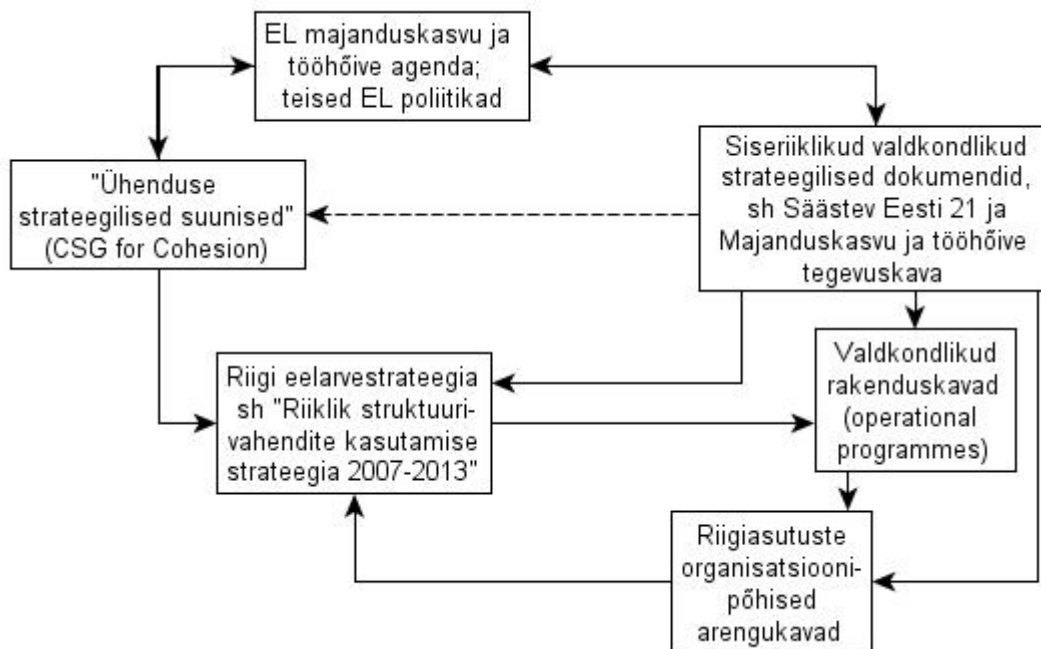 EL majanduskasvu ja
tööhõive agenda;
teised EL poliitikad
Siseriiklikud valdkondlikud
strateegilised dokumendid,
sh Säästev Eesti 21 ja
Majanduskasvu ja tööhõive
tegevuskava
"Ühenduse
strateegilised suunised"
(CSG for Cohesion)
Valdkondlikud
rakenduskavad
(operational
programmes)
Riigi eelarvestrateegia
sh "Riiklik struktuuri-
vahendite kasutamise
strateegia 2007-2013"
Riigiasutuste
organisatsiooni-
põhised
arengukavad